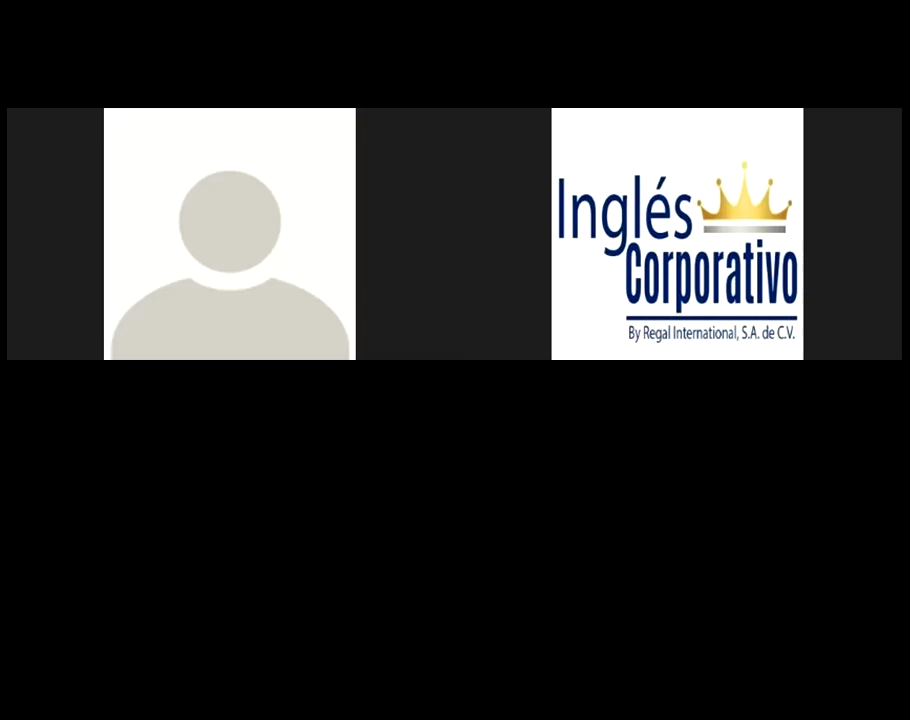 Inglés
Corporativo
By Regal International, S.A. de C.V.